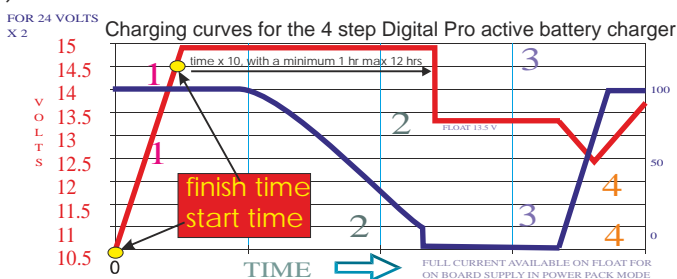 FOR 24 VOLTS
X 2
Charging curves for the 4 step Digital Pro active battery charger
15
14.5
14
13.5
13
12.5
12
11.5
11
10.5
VOLTS
time x 10, with a minimum 1 hr max 12 hrs
1
1
2
2
3
3
4
4
FLOAT 13.5 V
finish time
start time
100
50
0
0
TIME
FULL CURRENT AVAILABLE ON FLOAT FOR
ON BOARD SUPPLY IN POWER PACK MODE